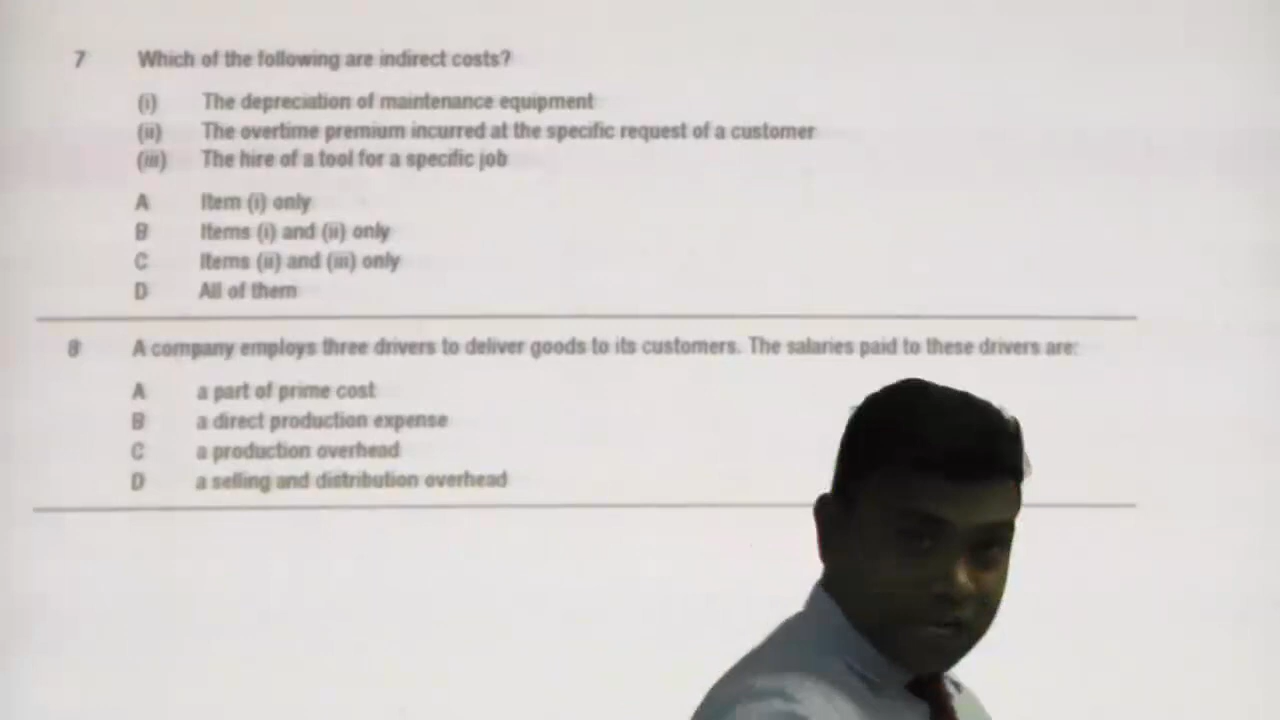 7 Which of the following are indirect costs?
(i) The depreciation of maintenance equipment
(ii) The overtime premium incurred at the specific request of a customer
(iii) The hire of a tool for a specific job
A Item (i) only
B Items (i) and (ii) only
C Items (ii) and (iii) only
D All of them
8 A company employs three drivers to deliver goods to its customers. The salaries paid to these drivers are:
A a part of prime cost
B a direct production expense
C a production overhead
D a selling and distribution overhead